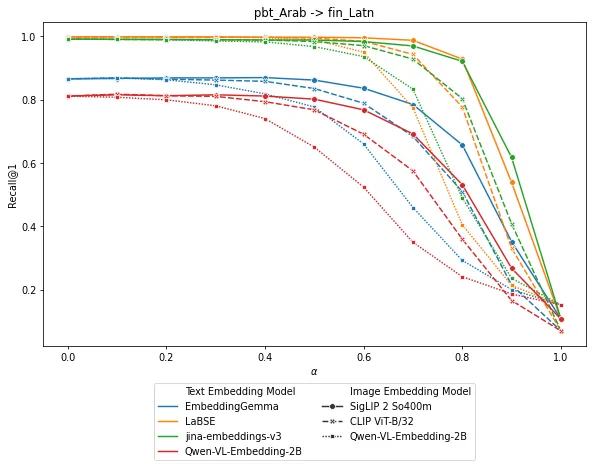 pbt_Arab -> fin_Latn
Recall@1
1.0
0.8
0.6
0.4
0.2
0.0 0.2 0.4 0.6 0.8 1.0
α
Text Embedding Model Image Embedding Model
EmbeddingGemma SigLIP 2 So400m
LaBSE CLIP ViT-B/32
jina-embeddings-v3 Qwen-VL-Embedding-2B
Qwen-VL-Embedding-2B